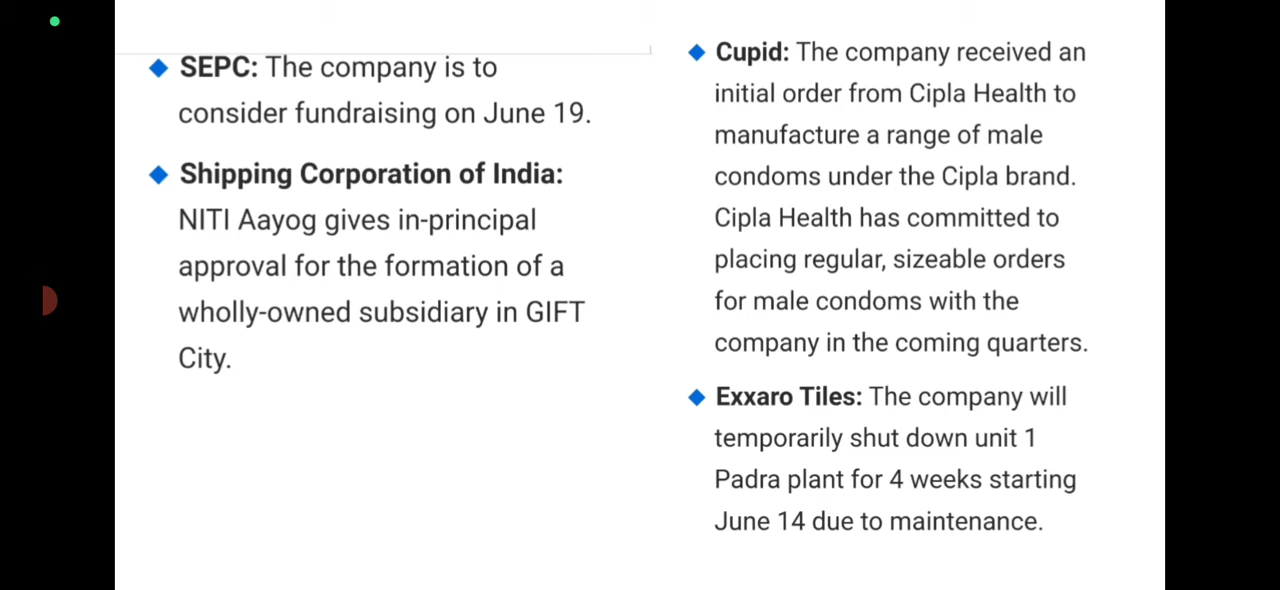 SEPC: The company is to
consider fundraising on June 19.
Shipping Corporation of India:
NITI Aayog gives in-principal
approval for the formation of a
wholly-owned subsidiary in GIFT
City.
Cupid: The company received an
initial order from Cipla Health to
manufacture a range of male
condoms under the Cipla brand.
Cipla Health has committed to
placing regular, sizeable orders
for male condoms with the
company in the coming quarters.
Exxaro Tiles: The company will
temporarily shut down unit 1
Padra plant for 4 weeks starting
June 14 due to maintenance.